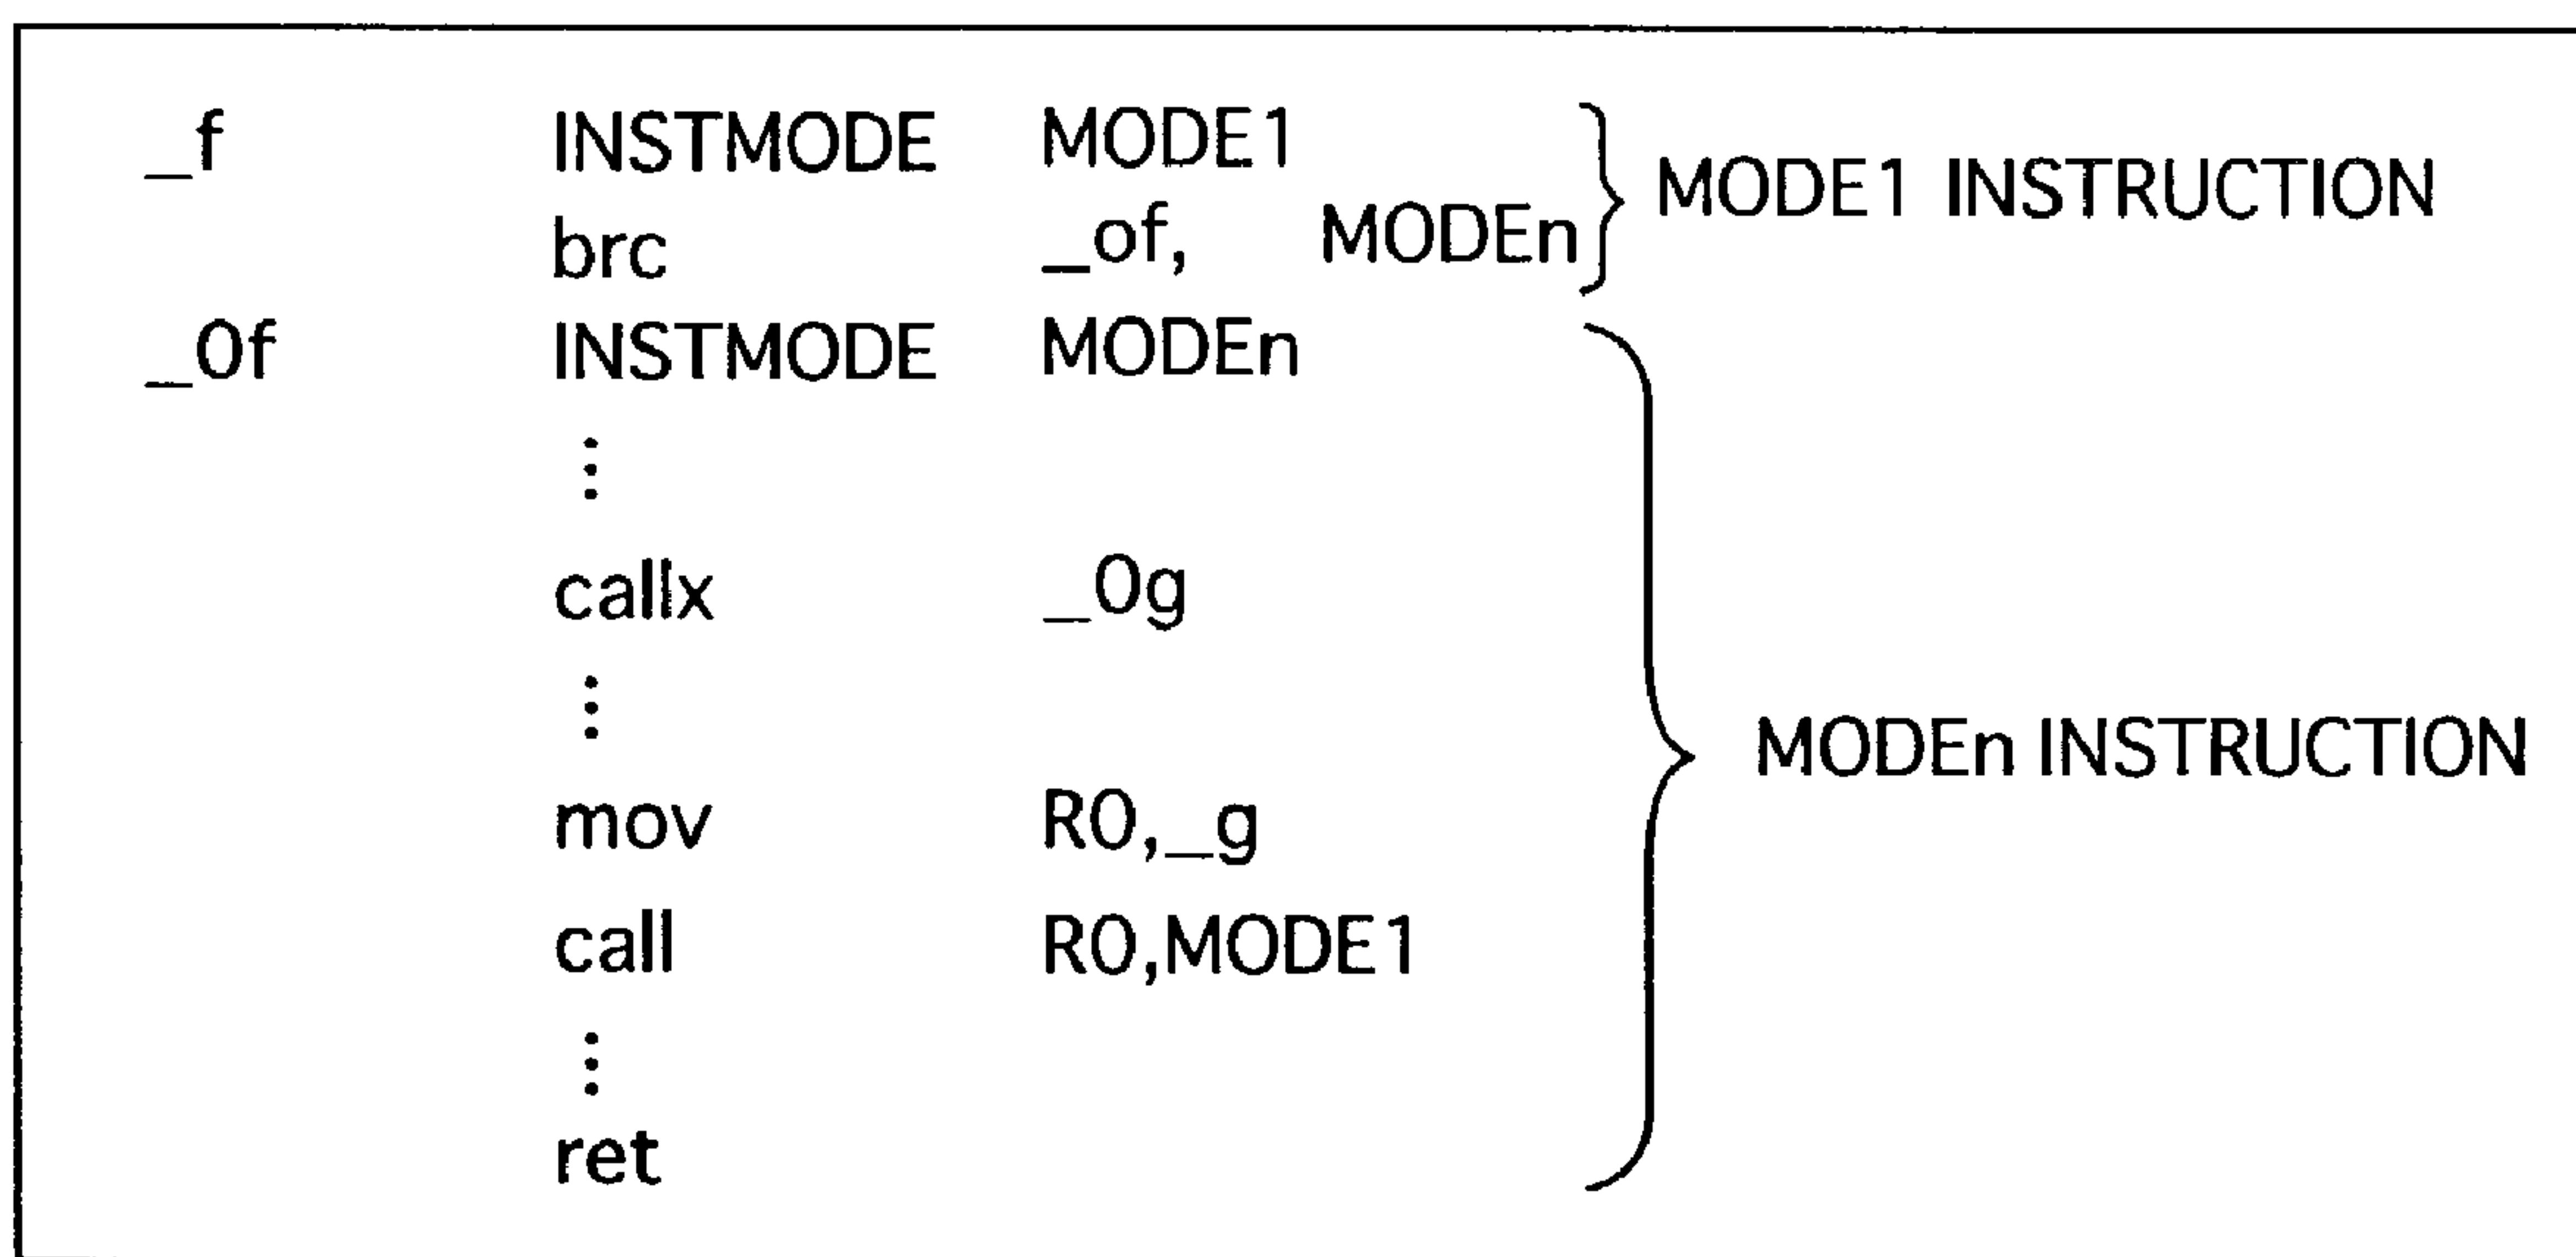 _f INSTMODE MODE1
brc _of, MODEn
MODE1 INSTRUCTION
_0f INSTMODE MODEn
⋮
callx _0g
⋮
MODEn INSTRUCTION
mov R0,_g
call R0,MODE1
⋮
ret